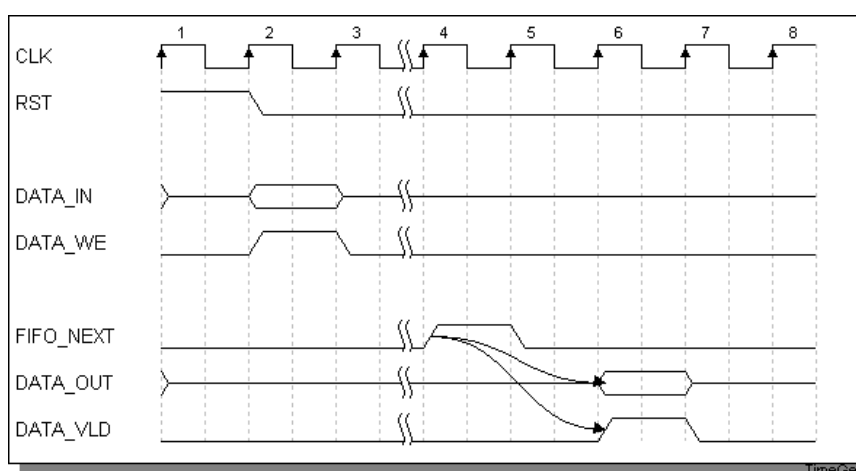 1 2 3 4 5 6 7 8
CLK
RST
DATA_IN
DATA_WE
FIFO_NEXT
DATA_OUT
DATA_VLD